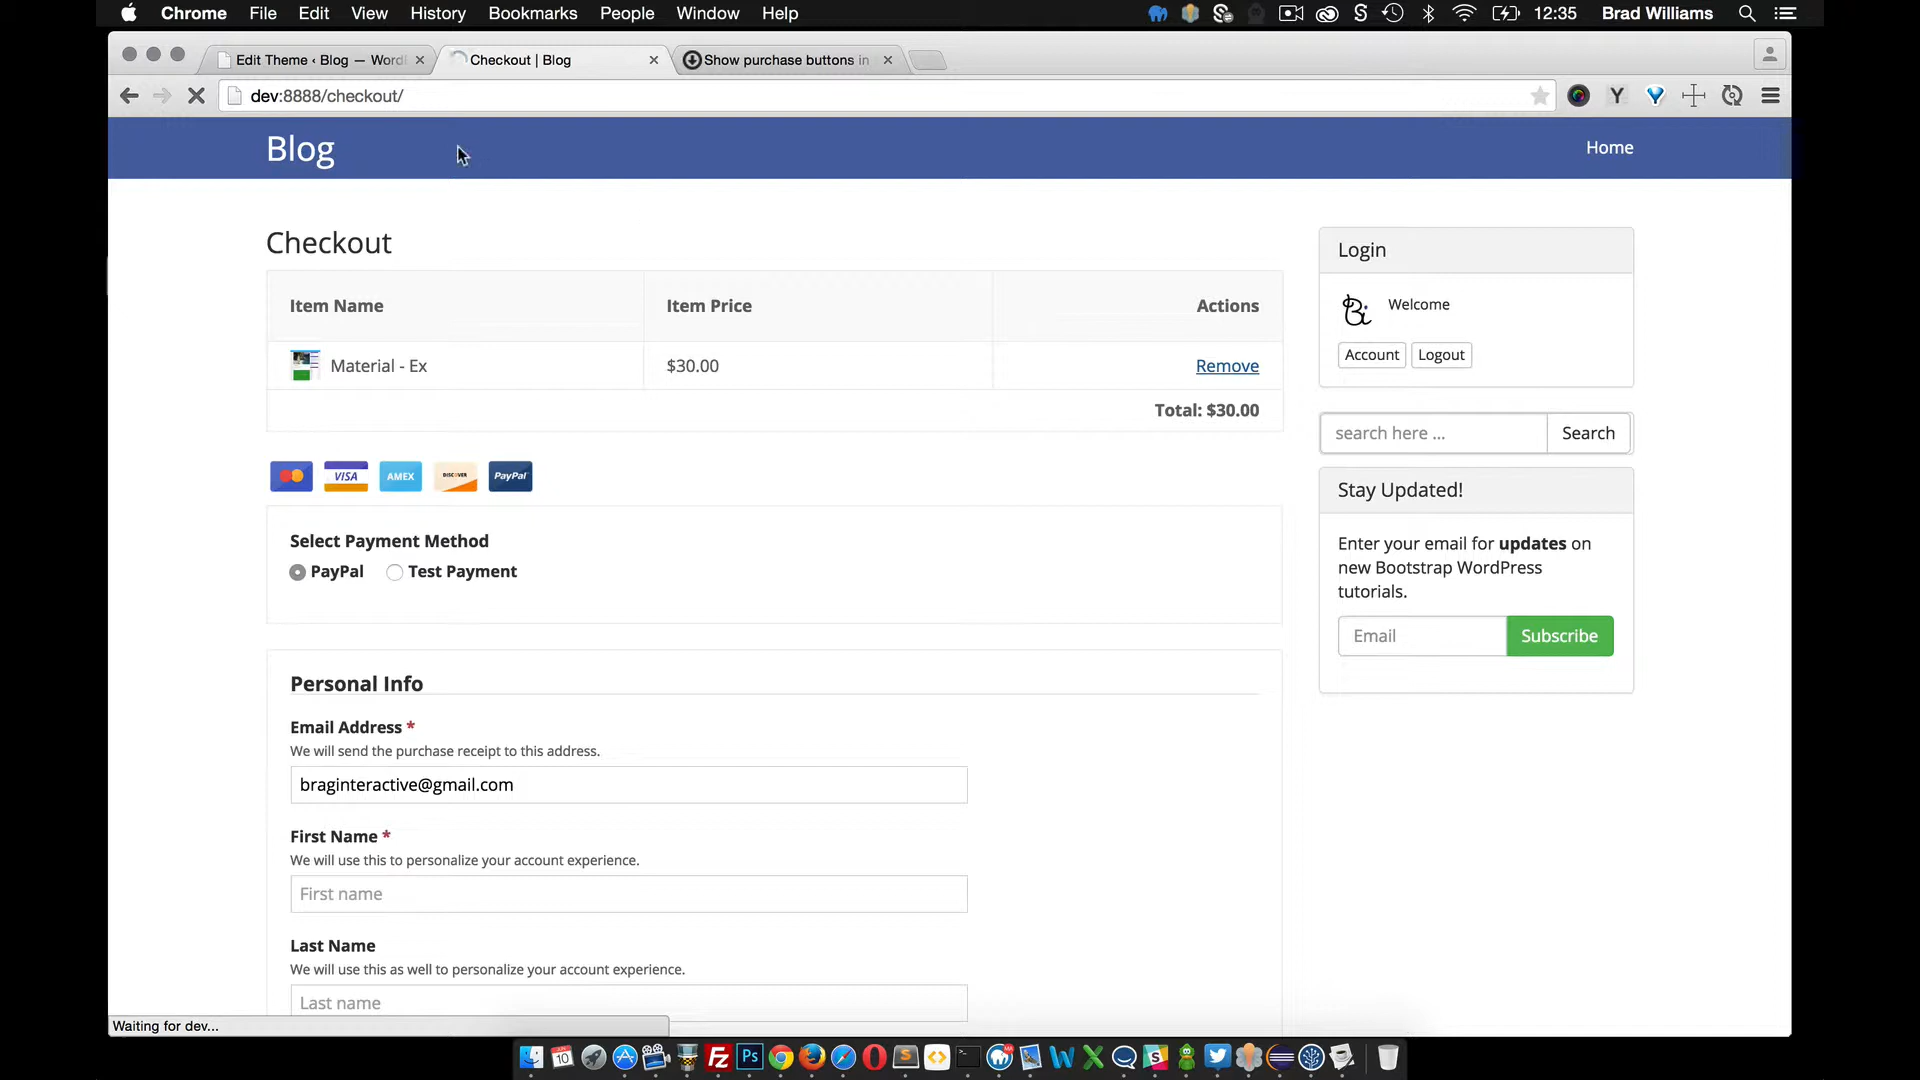 Chrome File Edit View History Bookmarks People Window Help 12:35 Brad Williams
Edit Theme ‹ Blog — Word
Checkout | Blog
Show purchase buttons in
dev:8888/checkout/
Blog
Home
Checkout
Item Name Item Price Actions
Material - Ex $30.00 Remove
Total: $30.00
VISA AMEX DISCOVER PayPal
Select Payment Method
PayPal Test Payment
Personal Info
Email Address *
We will send the purchase receipt to this address.
braginteractive@gmail.com
First Name *
We will use this to personalize your account experience.
First name
Last Name
We will use this as well to personalize your account experience.
Last name
Login
Welcome
Account Logout
search here ... Search
Stay Updated!
Enter your email for updates on
new Bootstrap WordPress
tutorials.
Email Subscribe
Waiting for dev...